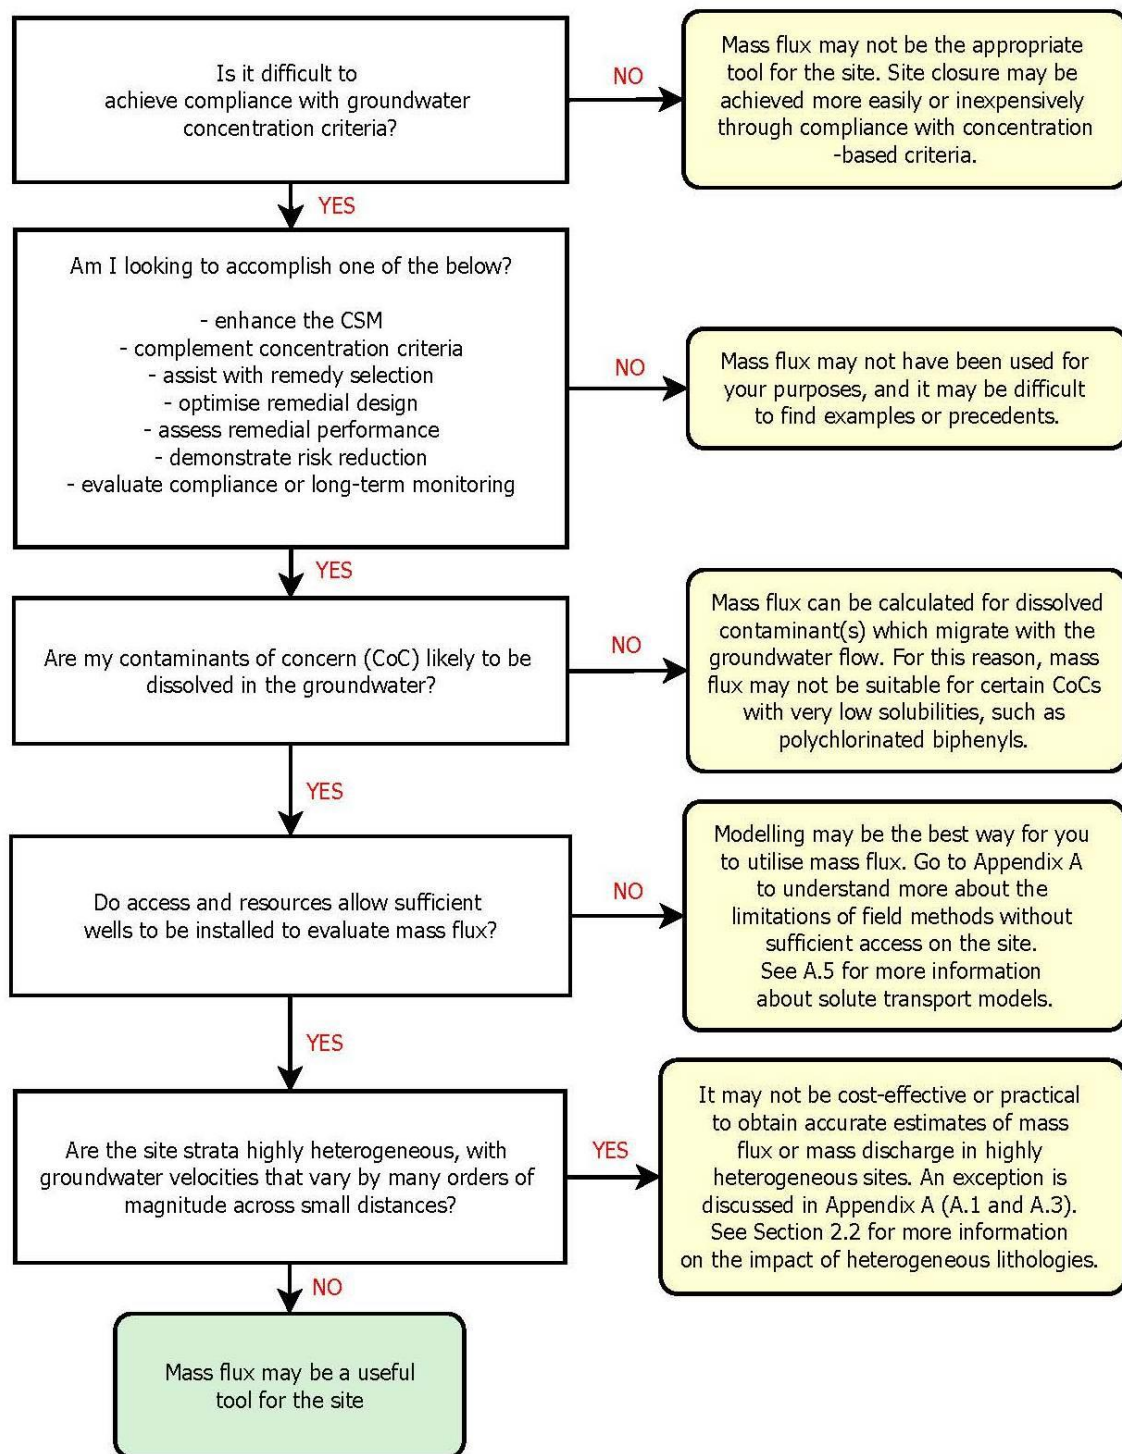 Is it difficult to
achieve compliance with groundwater
concentration criteria?
NO
Mass flux may not be the appropriate
tool for the site. Site closure may be
achieved more easily or inexpensively
through compliance with concentration
-based criteria.
YES
Am I looking to accomplish one of the below?
- enhance the CSM
- complement concentration criteria
- assist with remedy selection
- optimise remedial design
- assess remedial performance
- demonstrate risk reduction
- evaluate compliance or long-term monitoring
NO
Mass flux may not have been used for
your purposes, and it may be difficult
to find examples or precedents.
YES
Are my contaminants of concern (CoC) likely to be
dissolved in the groundwater?
NO
Mass flux can be calculated for dissolved
contaminant(s) which migrate with the
groundwater flow. For this reason, mass
flux may not be suitable for certain CoCs
with very low solubilities, such as
polychlorinated biphenyls.
YES
Do access and resources allow sufficient
wells to be installed to evaluate mass flux?
NO
Modelling may be the best way for you
to utilise mass flux. Go to Appendix A
to understand more about the
limitations of field methods without
sufficient access on the site.
See A.5 for more information
about solute transport models.
YES
Are the site strata highly heterogeneous, with
groundwater velocities that vary by many orders of
magnitude across small distances?
YES
It may not be cost-effective or practical
to obtain accurate estimates of mass
flux or mass discharge in highly
heterogeneous sites. An exception is
discussed in Appendix A (A.1 and A.3).
See Section 2.2 for more information
on the impact of heterogeneous lithologies.
NO
Mass flux may be a useful
tool for the site